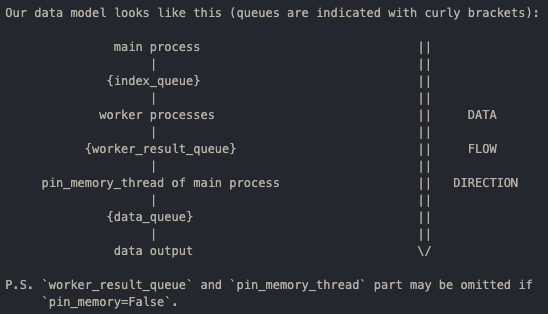 Our data model looks like this (queues are indicated with curly brackets):
main process ||
| ||
{index_queue} ||
| ||
worker processes || DATA
| ||
{worker_result_queue} || FLOW
| ||
pin_memory_thread of main process || DIRECTION
| ||
{data_queue} ||
| ||
data output \/
P.S. `worker_result_queue` and `pin_memory_thread` part may be omitted if
`pin_memory=False`.